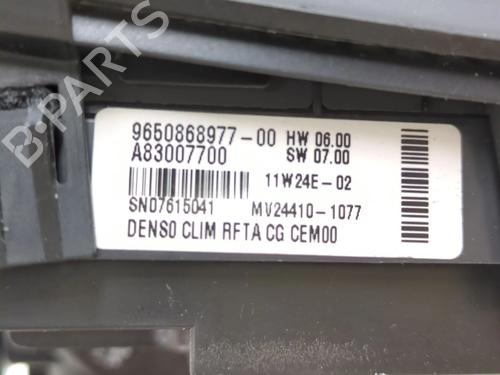 B-PARTS
9650868977-00 HW 06.00
A83007700 SW 07.00
11W24E-02
SN07615041 MV24410-1077
DENSO CLIM RFTA CG CEM00